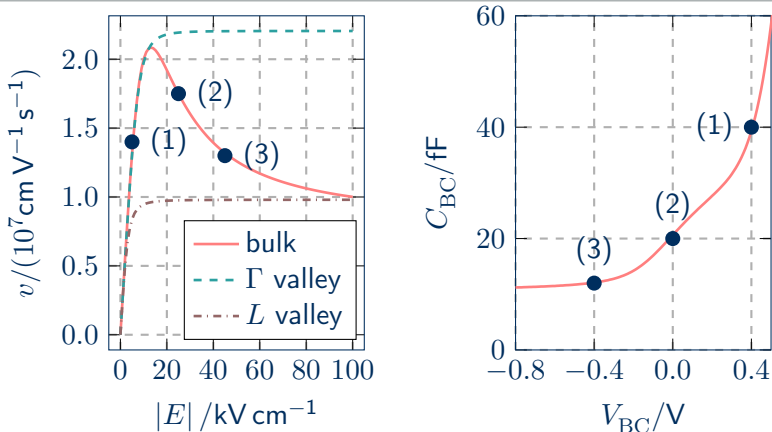 v/(10⁷cm V⁻¹ s⁻¹)
2.0
1.5
1.0
0.5
0.0
(1)
(2)
(3)
bulk
Γ valley
L valley
0 20 40 60 80 100
|E| /kV cm⁻¹
C_BC/fF
60
40
20
0
(1)
(2)
(3)
−0.8 −0.4 0.0 0.4
V_BC/V